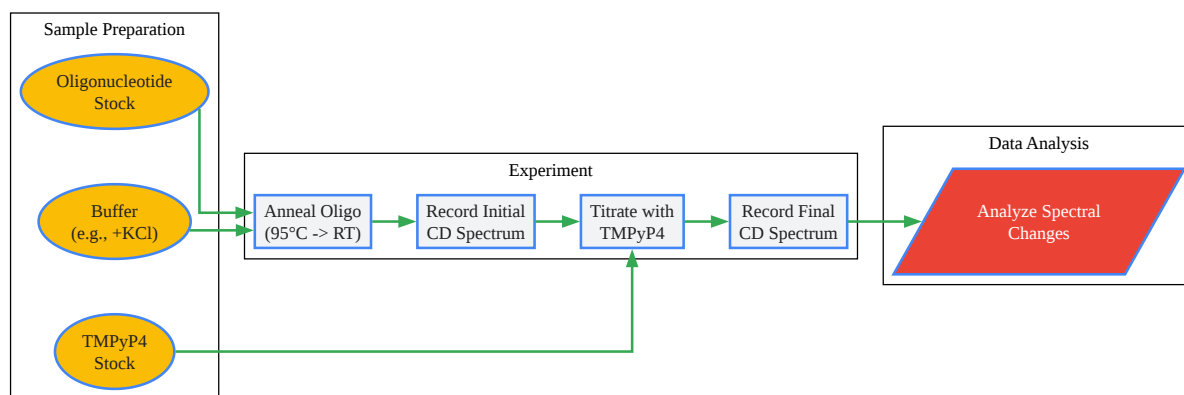 Sample Preparation
Oligonucleotide
Stock
Buffer
(e.g., +KCl)
TMPyP4
Stock
Experiment
Anneal Oligo
(95°C -> RT)
Record Initial
CD Spectrum
Titrate with
TMPyP4
Record Final
CD Spectrum
Data Analysis
Analyze Spectral
Changes